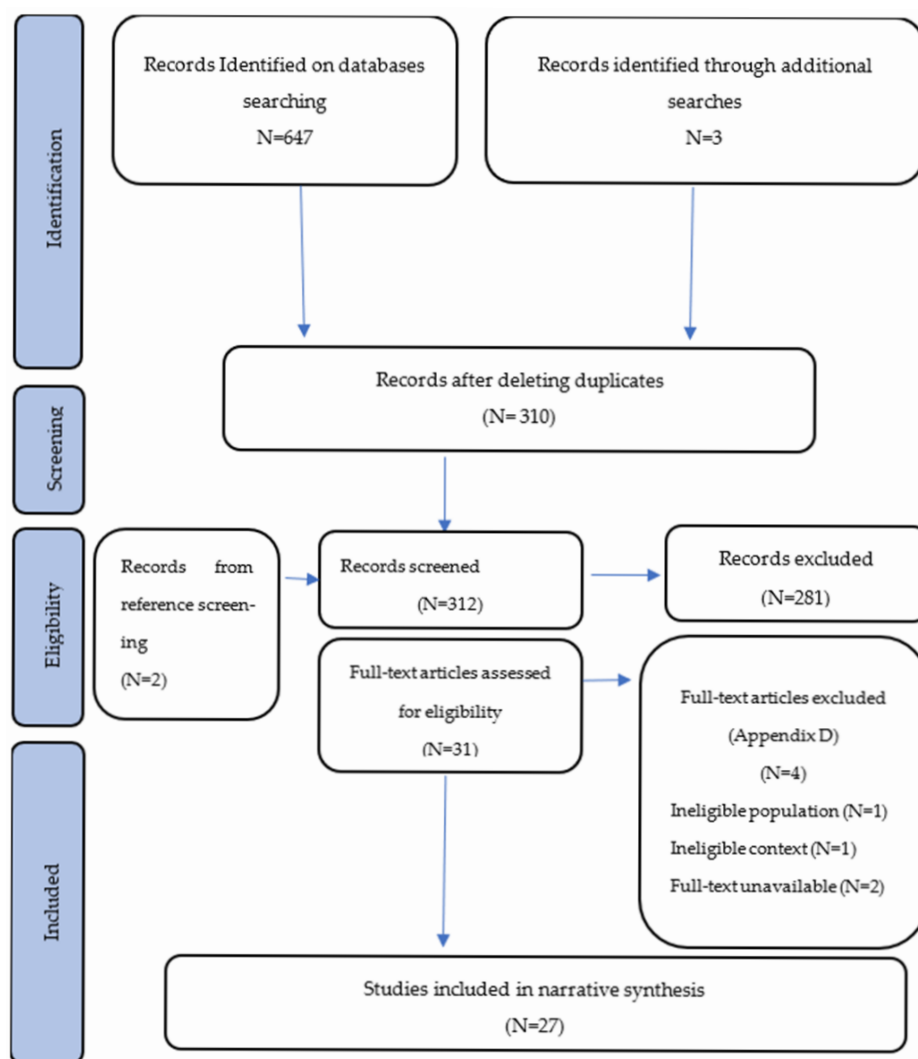 Identification
Records Identified on databases
searching
N=647
Records identified through additional
searches
N=3
Screening
Records after deleting duplicates
(N= 310)
Eligibility
Records from
reference screen-
ing
(N=2)
Records screened
(N=312)
Records excluded
(N=281)
Full-text articles assessed
for eligibility
(N=31)
Full-text articles excluded
(Appendix D)
(N=4)
Ineligible population (N=1)
Ineligible context (N=1)
Full-text unavailable (N=2)
Included
Studies included in narrative synthesis
(N=27)